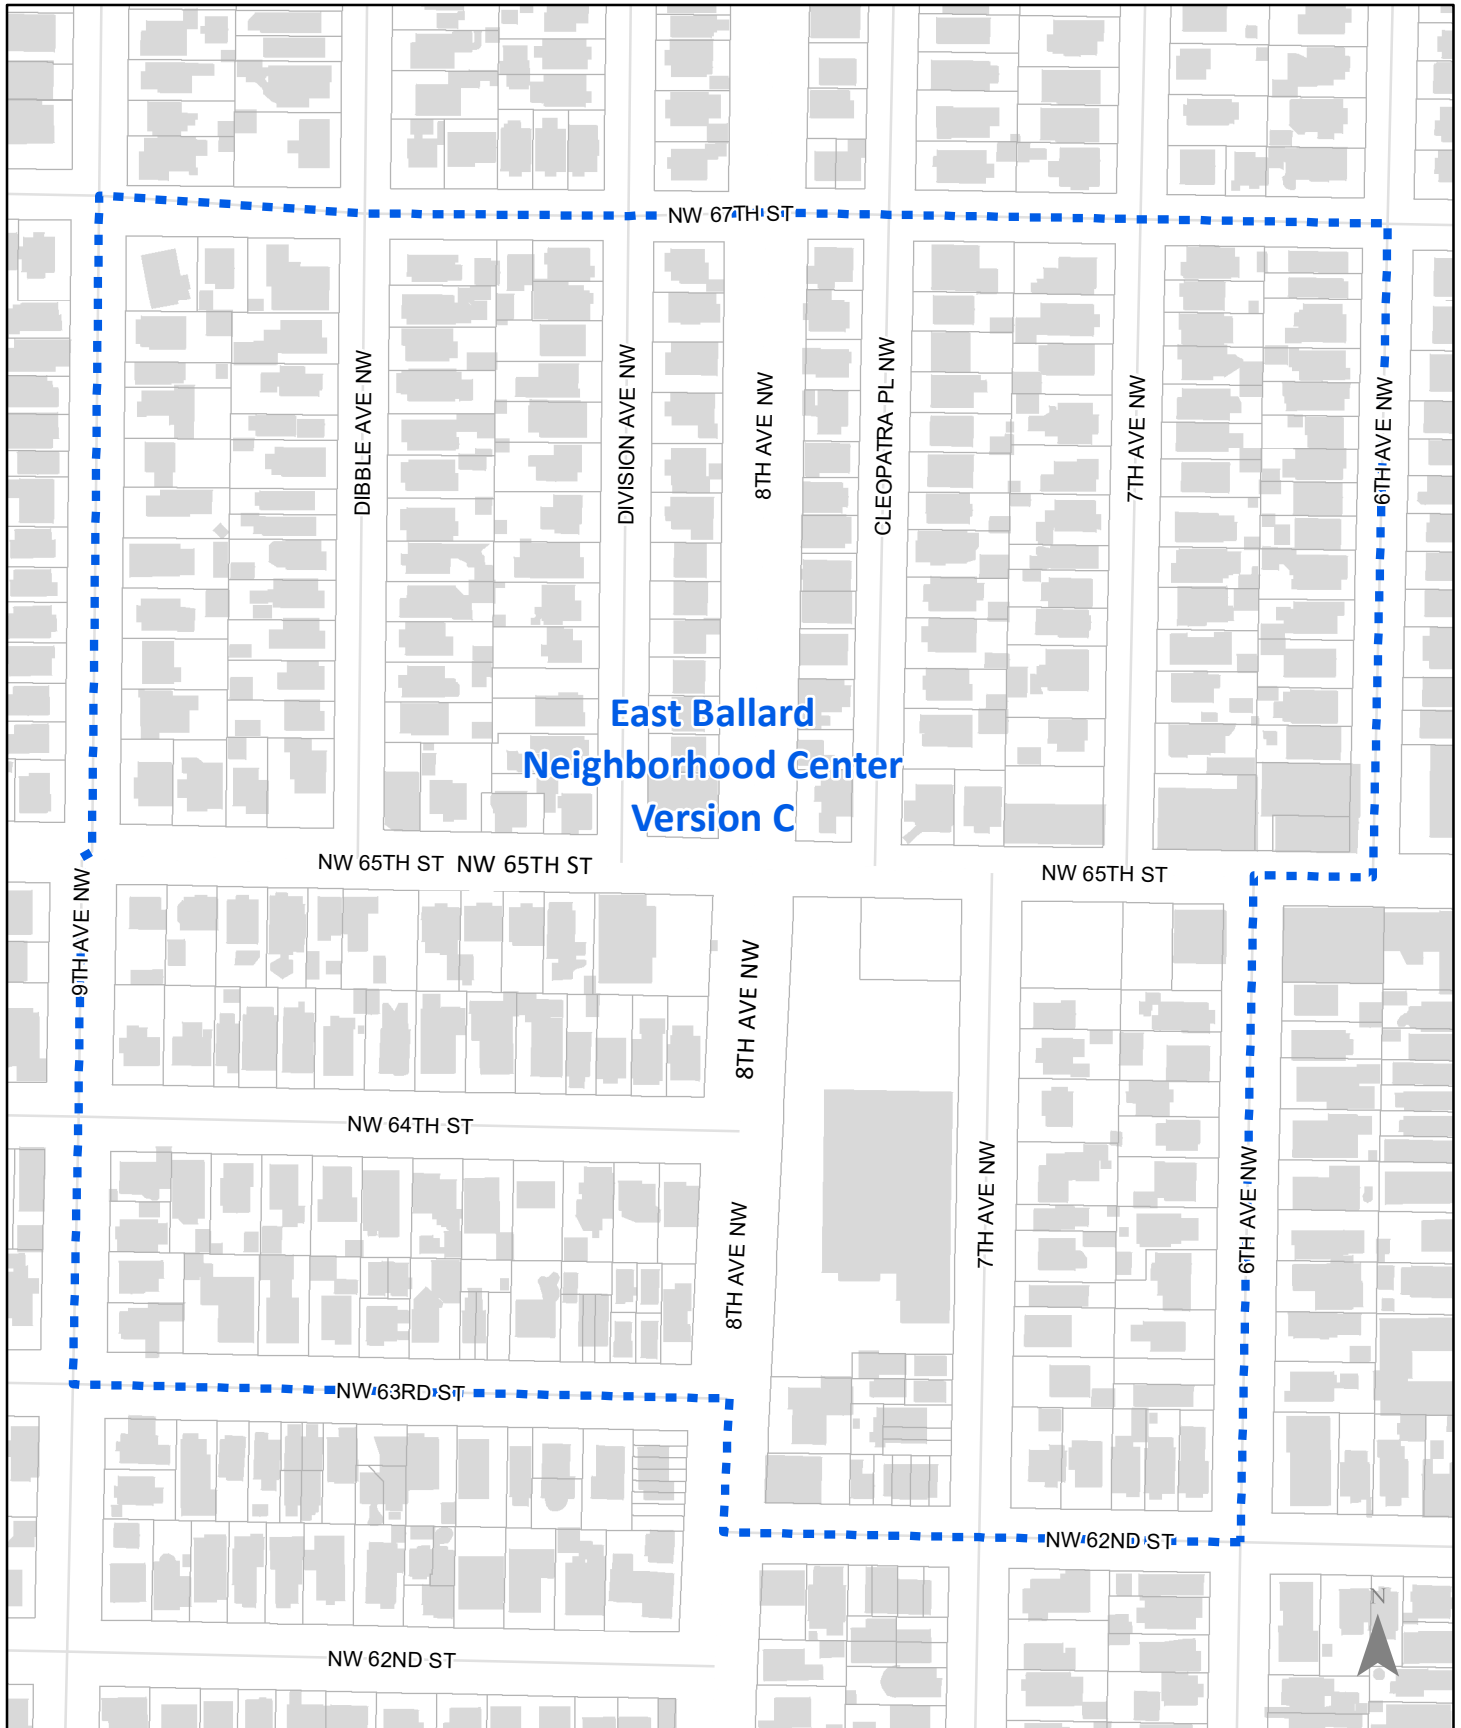 NW 67TH ST
DIBBLE AVE NW
DIVISION AVE NW
8TH AVE NW
CLEOPATRA PL NW
7TH AVE NW
6TH AVE NW
East Ballard
Neighborhood Center
Version C
NW 65TH ST
NW 65TH ST
NW 65TH ST
9TH AVE NW
8TH AVE NW
NW 64TH ST
7TH AVE NW
6TH AVE NW
8TH AVE NW
NW 63RD ST
NW 62ND ST
N
NW 62ND ST